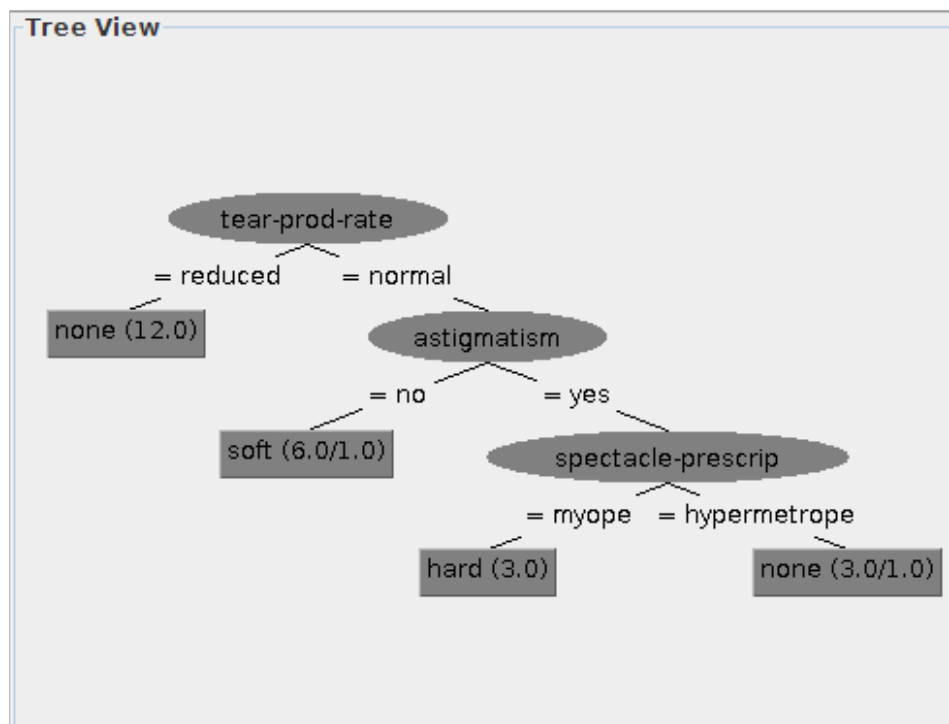 Tree View
tear-prod-rate
= reduced
= normal
none (12.0)
astigmatism
= no
= yes
soft (6.0/1.0)
spectacle-prescrip
= myope
= hypermetrope
hard (3.0)
none (3.0/1.0)